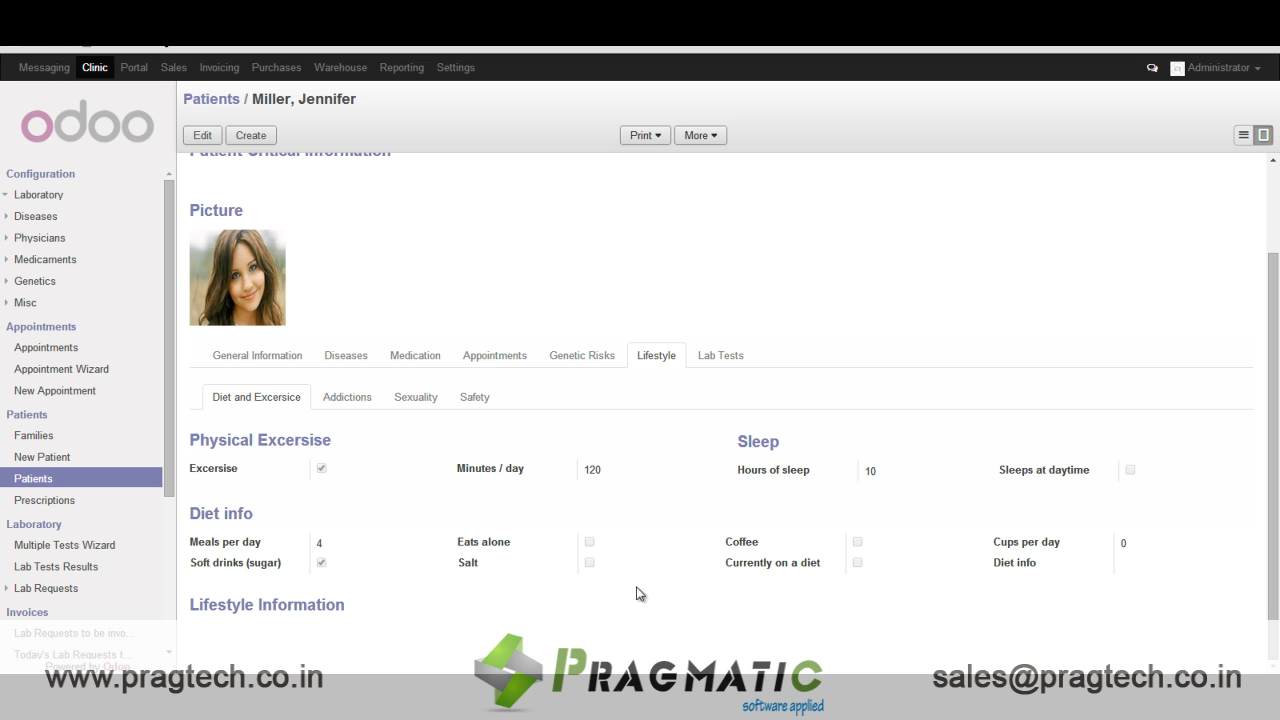 Messaging Clinic Portal Sales Invoicing Purchases Warehouse Reporting Settings Administrator
odoo
Patients / Miller, Jennifer
Edit Create Print More
Configuration
Laboratory
Diseases
Physicians
Medicaments
Genetics
Misc
Appointments
Appointments
Appointment Wizard
New Appointment
Patients
Families
New Patient
Patients
Prescriptions
Laboratory
Multiple Tests Wizard
Lab Tests Results
Lab Requests
Invoices
Lab Requests to be invo...
Today's Lab Requests t...
Powered by Odoo
Patient Critical Information
Picture
General Information Diseases Medication Appointments Genetic Risks Lifestyle Lab Tests
Diet and Excersice Addictions Sexuality Safety
Physical Excersise Sleep
Excersise Minutes / day 120 Hours of sleep 10 Sleeps at daytime
Diet info
Meals per day 4 Eats alone Coffee Cups per day 0
Soft drinks (sugar) Salt Currently on a diet Diet info
Lifestyle Information
www.pragtech.co.in PRAGMATIC sales@pragtech.co.in
software applied